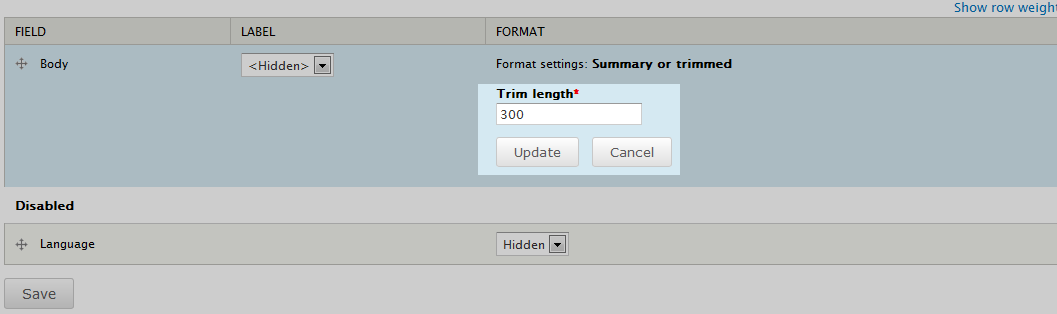 Show row weight
FIELD LABEL FORMAT
Body <Hidden> Format settings: Summary or trimmed
Trim length*
300
Update Cancel
Disabled
Language Hidden
Save